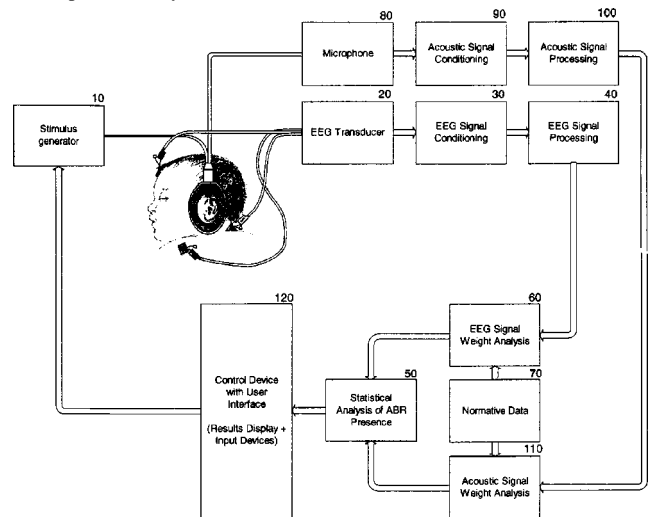 80
Microphone
90
Acoustic Signal
Conditioning
100
Acoustic Signal
Processing
10
Stimulus
generator
20
EEG Transducer
30
EEG Signal
Conditioning
40
EEG Signal
Processing
120
Control Device
with User
Interface
(Results Display +
Input Devices)
50
Statistical
Analysis of ABR
Presence
60
EEG Signal
Weight Analysis
70
Normative Data
110
Acoustic Signal
Weight Analysis